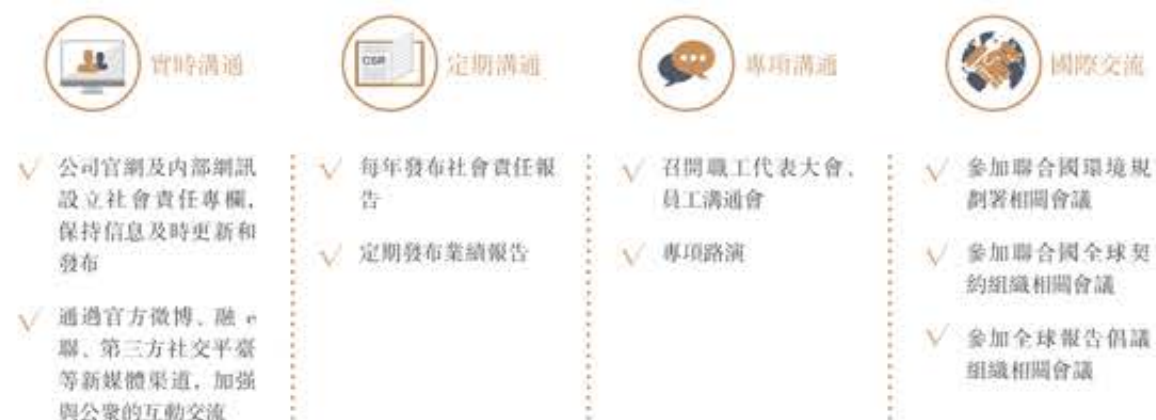 實時溝通
公司官網及內部網訊
設立社會責任專欄，
保持信息及時更新和
發布
通過官方微博、融 e
聯、第三方社交平臺
等新媒體渠道，加强
與公衆的互動交流
CSR
定期溝通
每年發布社會責任報
告
定期發布業績報告
專項溝通
召開職工代表大會、
員工溝通會
專項路演
國際交流
參加聯合國環境規
劃署相關會議
參加聯合國全球契
約組織相關會議
參加全球報告倡議
組織相關會議